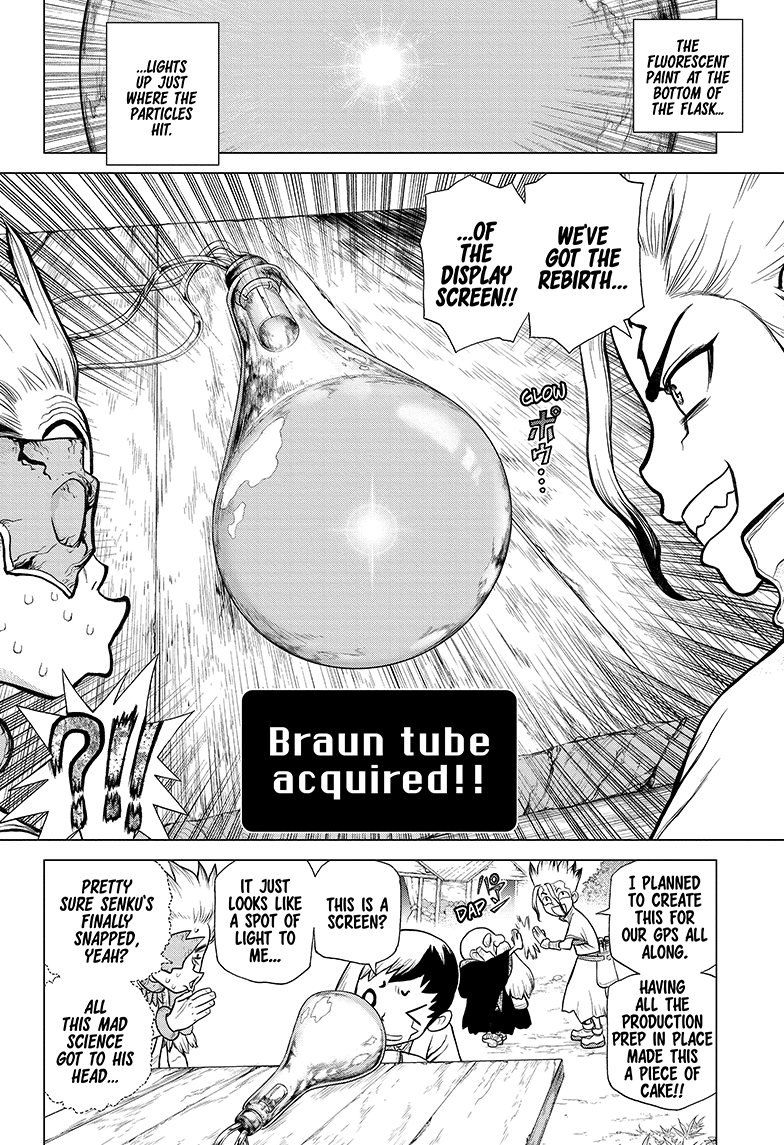 THE
FLUORESCENT
PAINT AT THE
BOTTOM OF
THE FLASK...
...LIGHTS
UP JUST
WHERE THE
PARTICLES
HIT.
WE'VE
GOT THE
REBIRTH...
...OF
THE
DISPLAY
SCREEN!!
GLOW
ポゥ...
?!!
Braun tube
acquired!!
I PLANNED
TO CREATE
THIS FOR
OUR GPS ALL
ALONG.
HAVING
ALL THE
PRODUCTION
PREP IN PLACE
MADE THIS
A PIECE OF
CAKE!!
DAP
THIS IS A
SCREEN?
IT JUST
LOOKS LIKE
A SPOT OF
LIGHT TO
ME...
PRETTY
SURE SENKU'S
FINALLY
SNAPPED,
YEAH?
ALL
THIS MAD
SCIENCE
GOT TO HIS
HEAD...